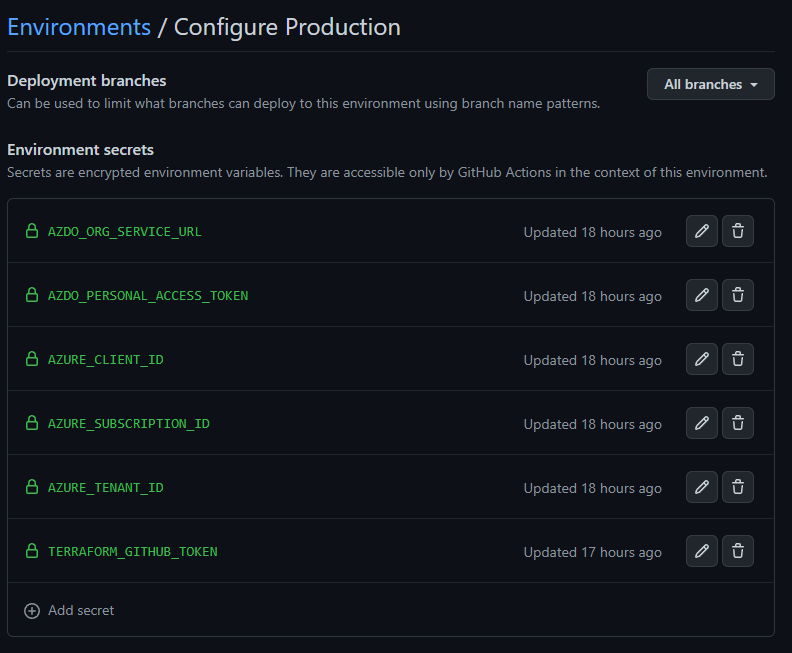 Environments / Configure Production
Deployment branches
All branches
Can be used to limit what branches can deploy to this environment using branch name patterns.
Environment secrets
Secrets are encrypted environment variables. They are accessible only by GitHub Actions in the context of this environment.
AZDO_ORG_SERVICE_URL Updated 18 hours ago
AZDO_PERSONAL_ACCESS_TOKEN Updated 18 hours ago
AZURE_CLIENT_ID Updated 18 hours ago
AZURE_SUBSCRIPTION_ID Updated 18 hours ago
AZURE_TENANT_ID Updated 18 hours ago
TERRAFORM_GITHUB_TOKEN Updated 17 hours ago
Add secret